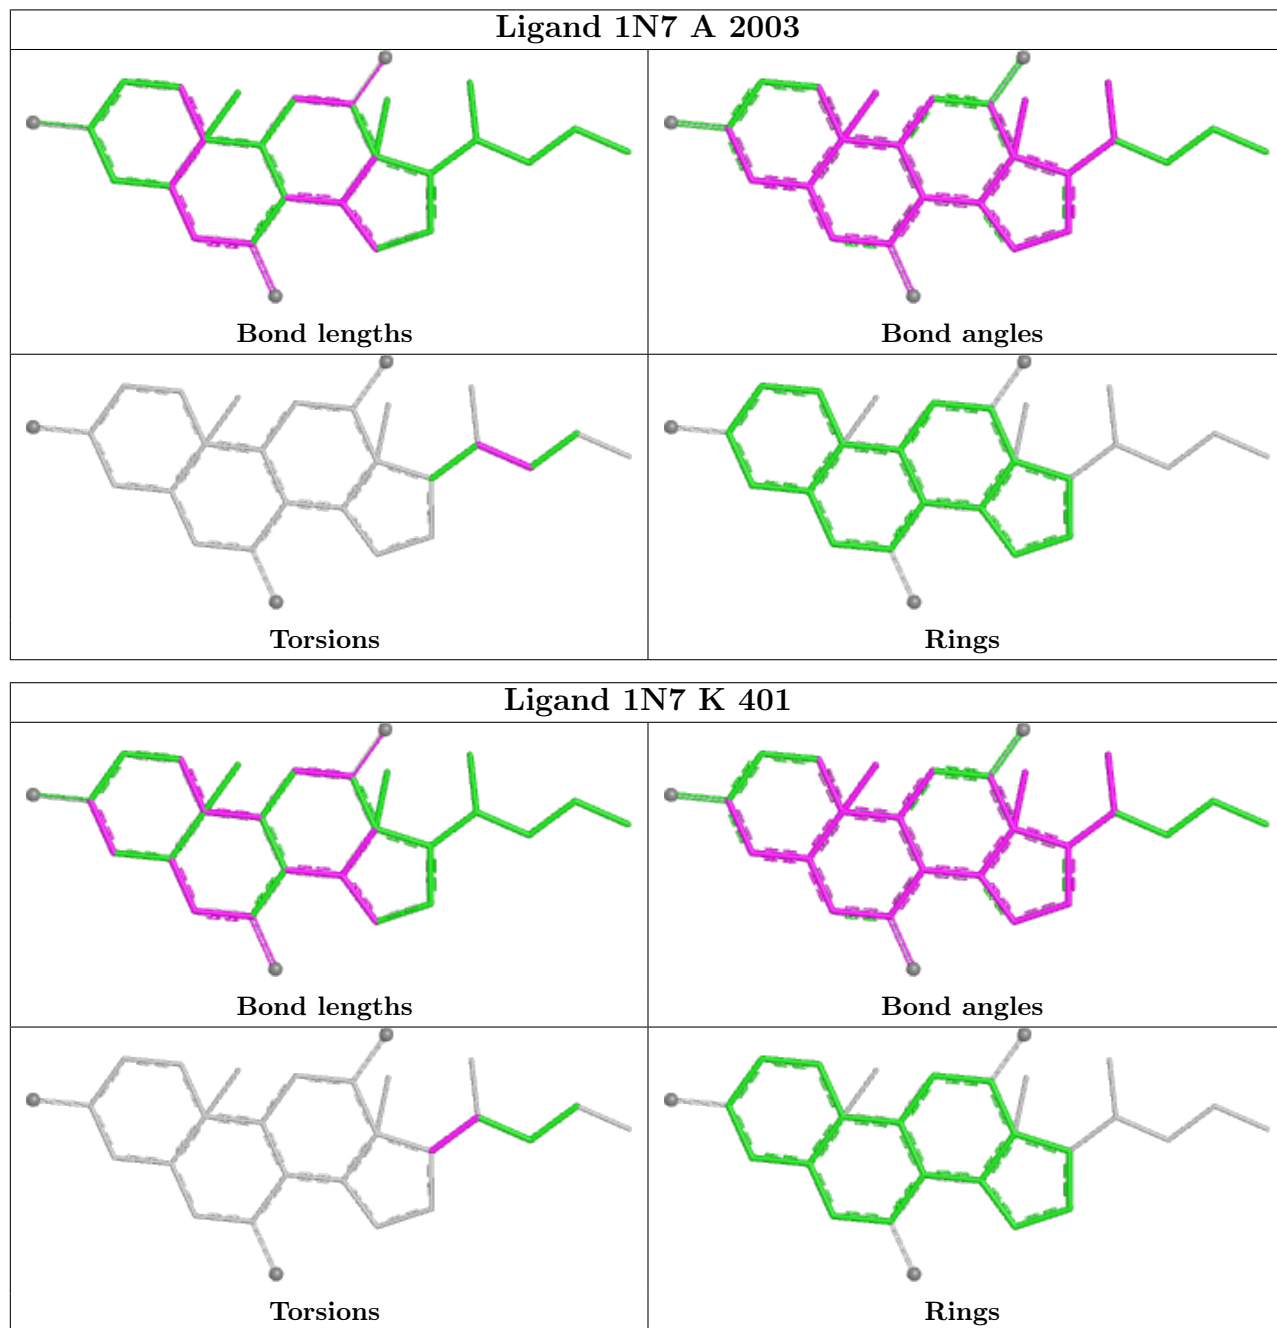 Ligand 1N7 A 2003
Bond lengths
Bond angles
Torsions
Rings
Ligand 1N7 K 401
Bond lengths
Bond angles
Torsions
Rings